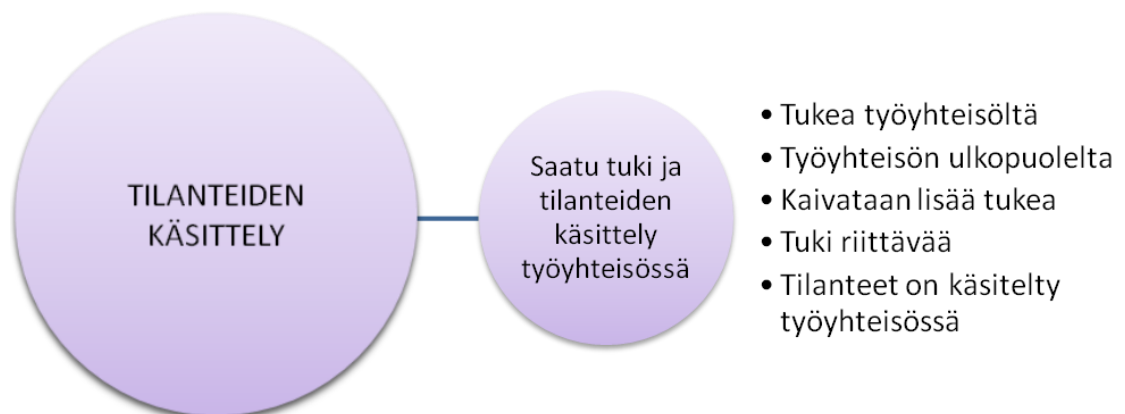 TILANTEIDEN
KÄSITTELY
Saatu tuki ja
tilanteiden
käsittely
työyhteisössä
• Tukea työyhteisöltä
• Työyhteisön ulkopuolelta
• Kaivataan lisää tukea
• Tuki riittävää
• Tilanteet on käsitelty
työyhteisössä